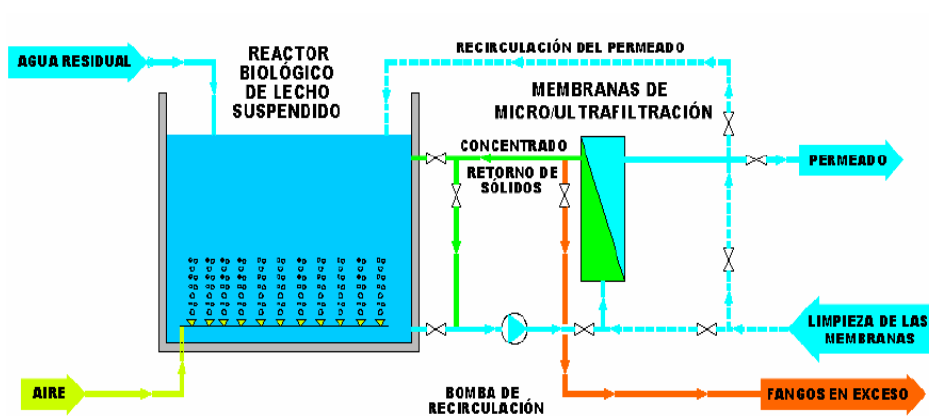 AGUA RESIDUAL
REACTOR
BIOLÓGICO
DE LECHO
SUSPENDIDO
RECIRCULACIÓN DEL PERMEADO
MEMBRANAS DE
MICRO/ULTRAFILTRACIÓN
CONCENTRADO
RETORNO DE
SÓLIDOS
PERMEADO
LIMPIEZA DE LAS
MEMBRANAS
AIRE
BOMBA DE
RECIRCULACIÓN
FANGOS EN EXCESO